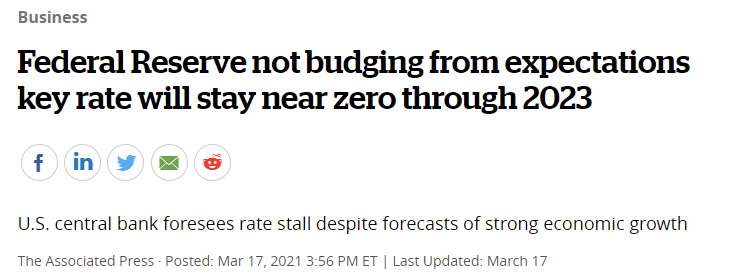 Business
Federal Reserve not budging from expectations
key rate will stay near zero through 2023
f
in
U.S. central bank foresees rate stall despite forecasts of strong economic growth
The Associated Press · Posted: Mar 17, 2021 3:56 PM ET | Last Updated: March 17